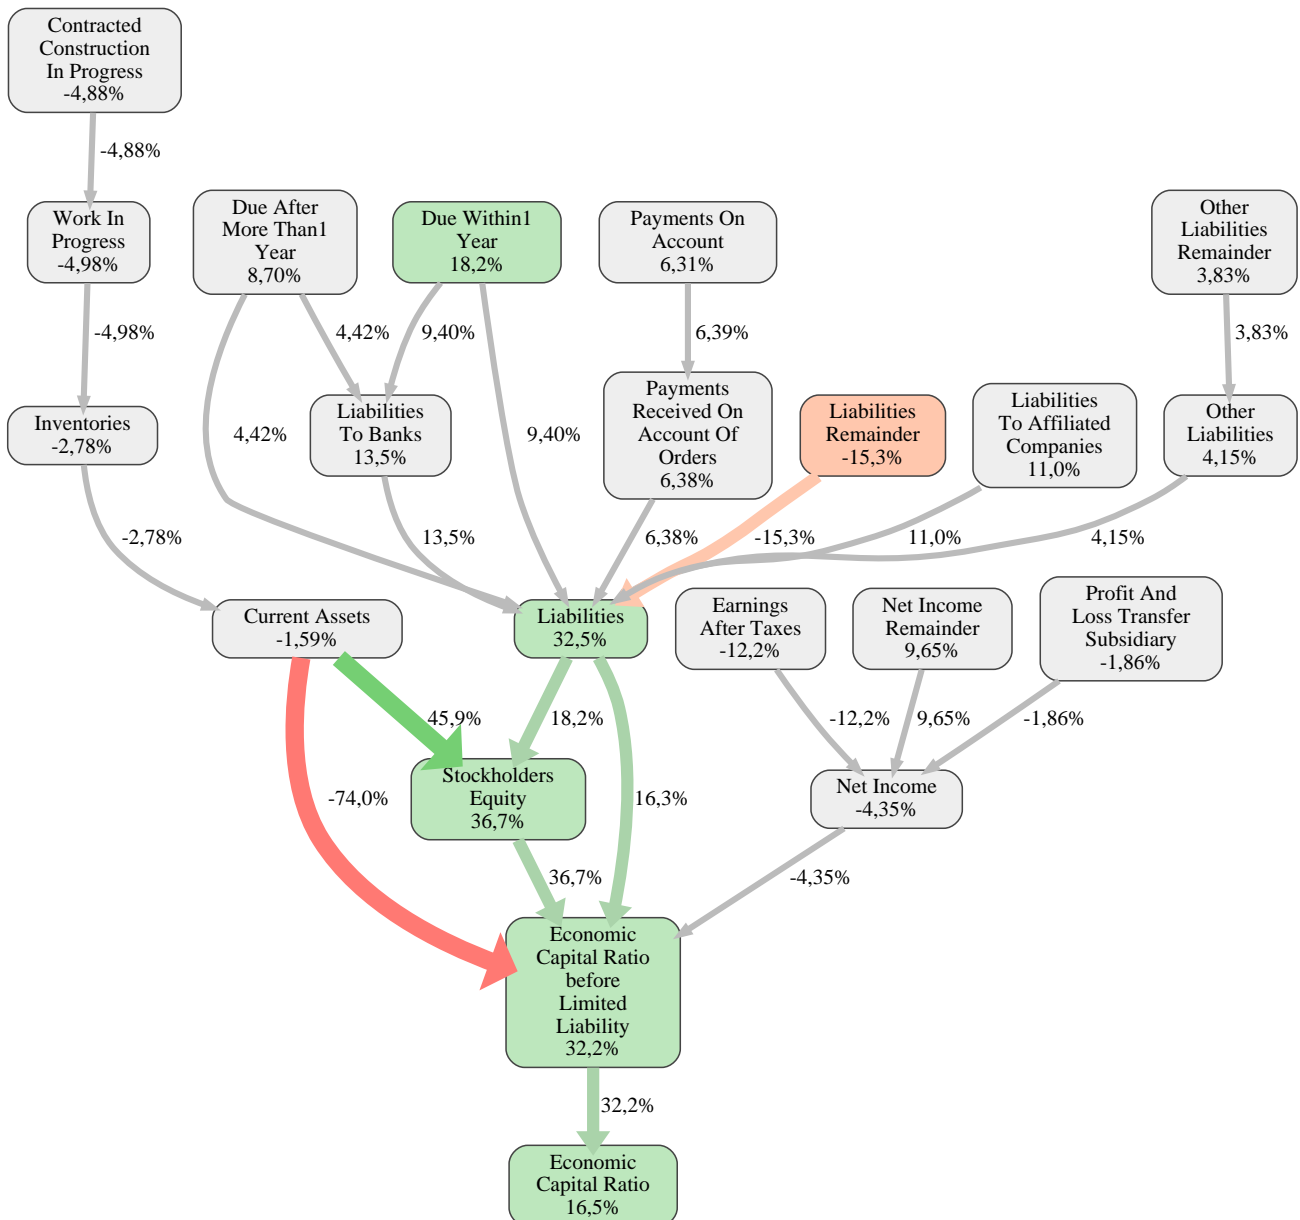 Contracted
Construction
In Progress
-4,88%
-4,88%
Work In
Progress
-4,98%
Due After
More Than1
Year
8,70%
Due Within1
Year
18,2%
Payments On
Account
6,31%
Other
Liabilities
Remainder
3,83%
-4,98%
4,42%
9,40%
6,39%
3,83%
Inventories
-2,78%
4,42%
Liabilities
To Banks
13,5%
9,40%
Payments
Received On
Account Of
Orders
6,38%
Liabilities
Remainder
-15,3%
Liabilities
To Affiliated
Companies
11,0%
Other
Liabilities
4,15%
-2,78%
13,5%
6,38%
-15,3%
11,0%
4,15%
Current Assets
-1,59%
Liabilities
32,5%
Earnings
After Taxes
-12,2%
Net Income
Remainder
9,65%
Profit And
Loss Transfer
Subsidiary
-1,86%
45,9%
18,2%
-12,2%
9,65%
-1,86%
-74,0%
Stockholders
Equity
36,7%
16,3%
Net Income
-4,35%
36,7%
-4,35%
Economic
Capital Ratio
before
Limited
Liability
32,2%
32,2%
Economic
Capital Ratio
16,5%